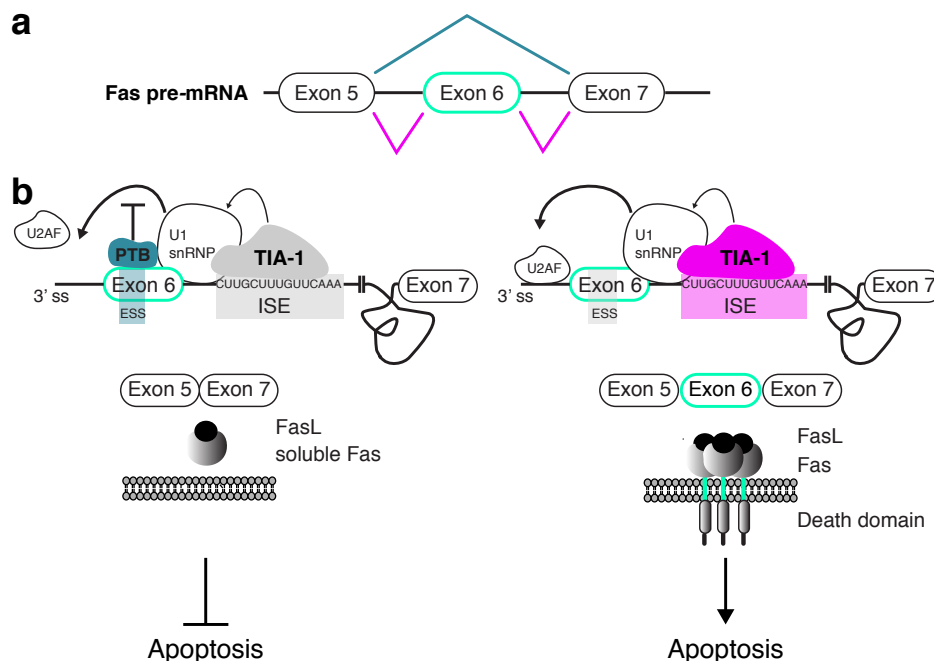 a
Fas pre-mRNA
Exon 5
Exon 6
Exon 7
b
U2AF
PTB
U1
snRNP
TIA-1
3’ ss
Exon 6
CUUGCUUUGUUCAAA
Exon 7
ESS
ISE
Exon 5
Exon 7
FasL
soluble Fas
Apoptosis
U2AF
U1
snRNP
TIA-1
3’ ss
Exon 6
CUUGCUUUGUUCAAA
Exon 7
ESS
ISE
Exon 5
Exon 6
Exon 7
FasL
Fas
Death domain
Apoptosis